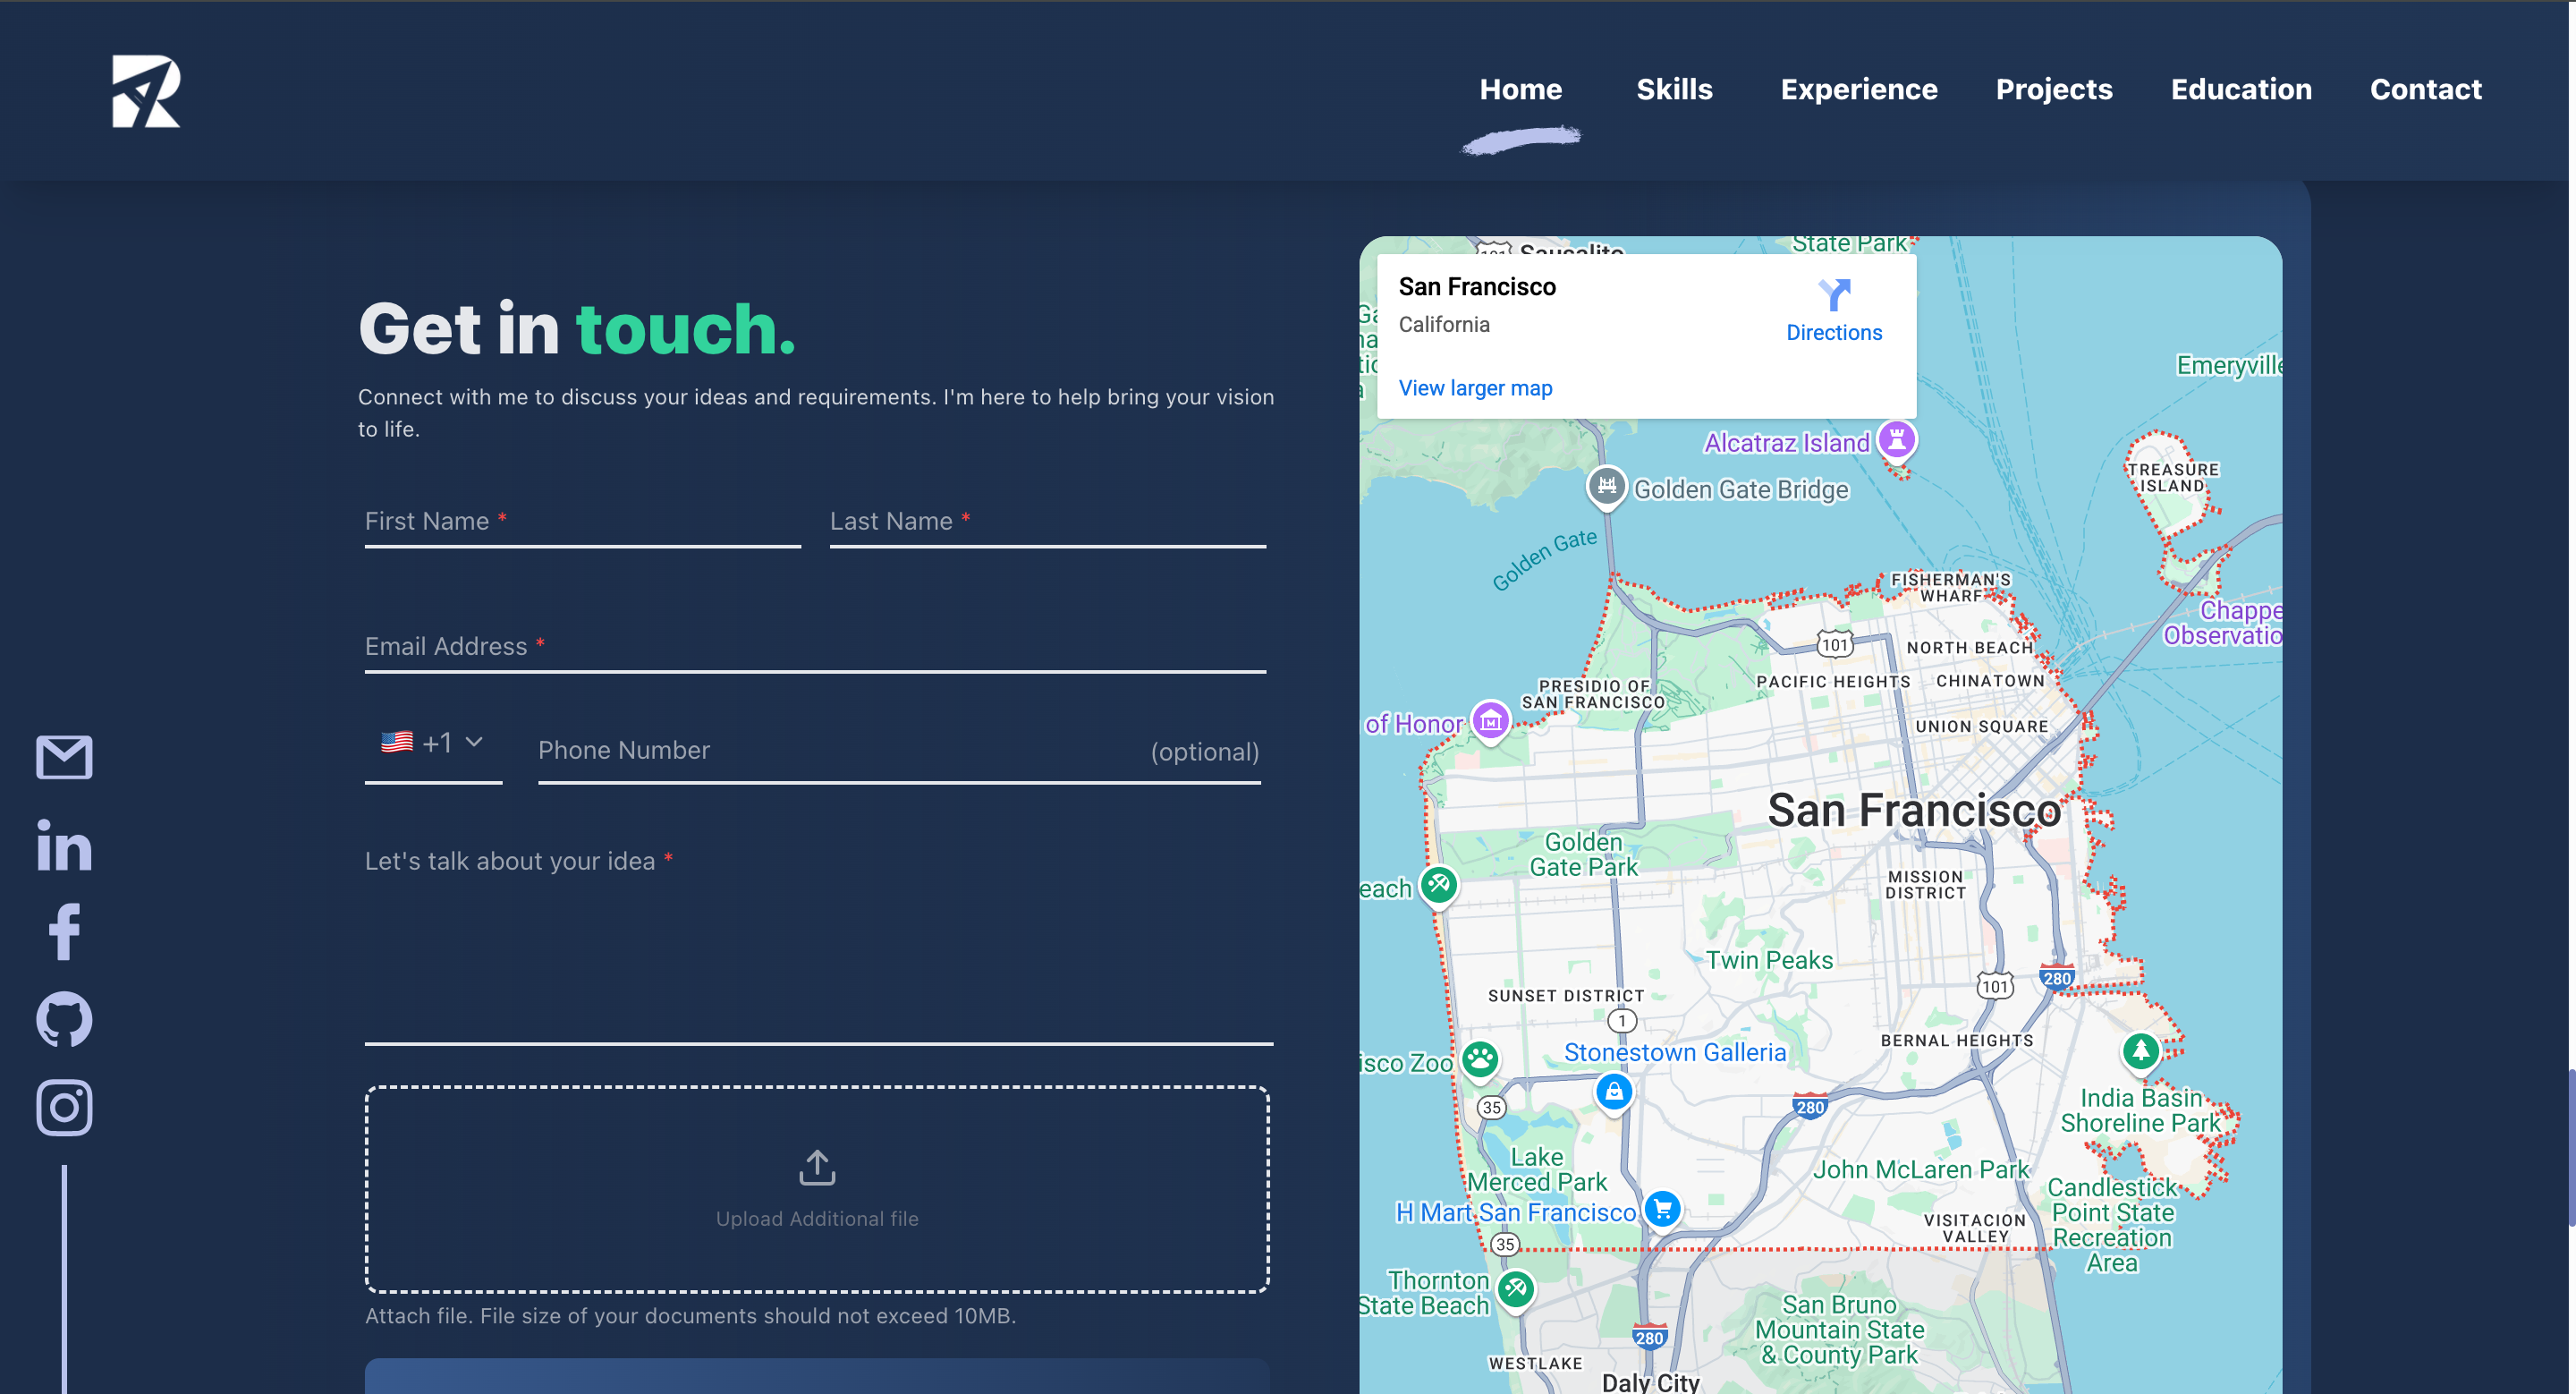 Home Skills Experience Projects Education Contact
Get in touch.
Connect with me to discuss your ideas and requirements. I'm here to help bring your vision
to life.
First Name * Last Name *
Email Address *
+1 Phone Number (optional)
Let's talk about your idea *
Upload Additional file
Attach file. File size of your documents should not exceed 10MB.
State Park
San Francisco
California
Directions
View larger map
Emeryville
Alcatraz Island
Golden Gate Bridge
TREASURE
ISLAND
Golden Gate
FISHERMAN'S
WHARF
101
NORTH BEACH
PACIFIC HEIGHTS
CHINATOWN
PRESIDIO OF
SAN FRANCISCO
of Honor
UNION SQUARE
San Francisco
Golden
Gate Park
MISSION
DISTRICT
Twin Peaks
280
101
SUNSET DISTRICT
1
BERNAL HEIGHTS
Stonestown Galleria
Zoo
35
280
India Basin
Shoreline Park
Lake
Merced Park
John McLaren Park
H Mart San Francisco
Candlestick
Point State
Recreation
Area
VISITACION
VALLEY
35
Thornton
State Beach
San Bruno
Mountain State
& County Park
280
WESTLAKE
Daly City